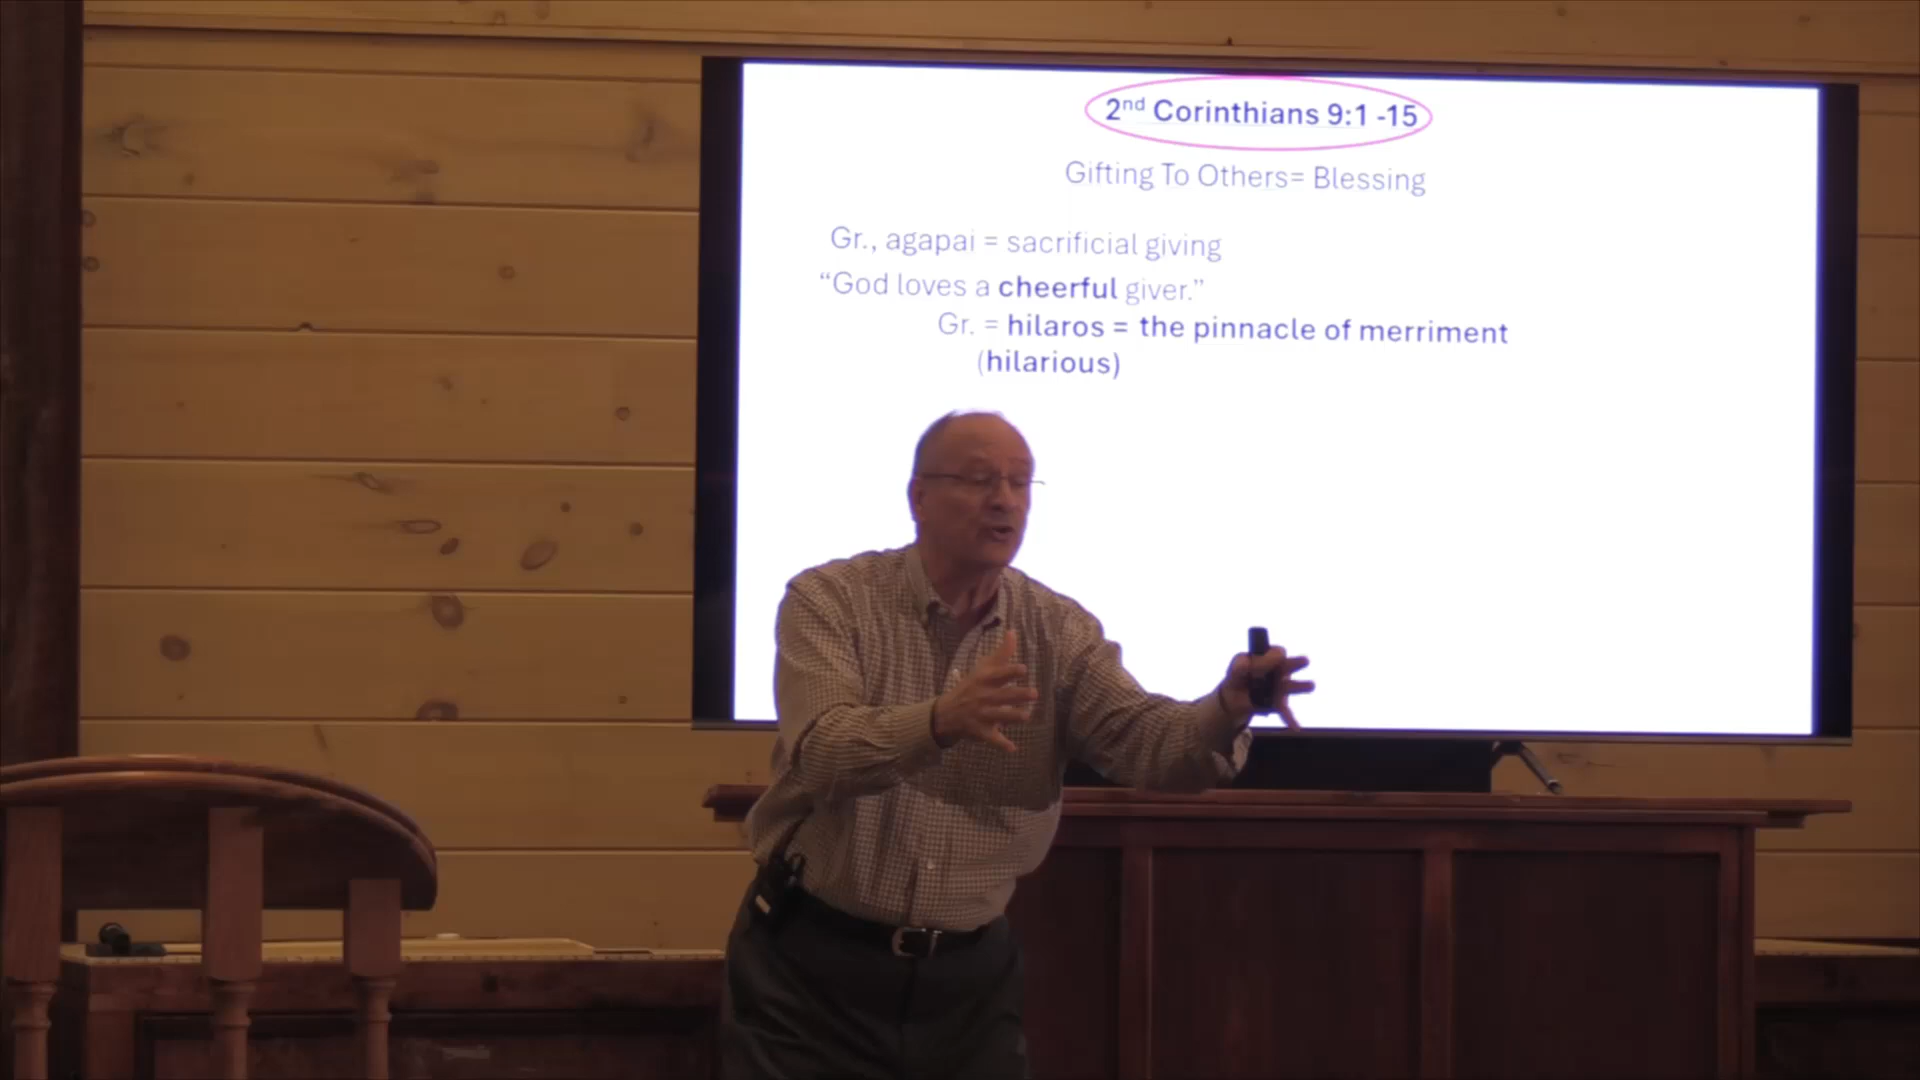 2nd Corinthians 9:1 -15
Gifting To Others= Blessing
Gr., agapai = sacrificial giving
“God loves a cheerful giver.”
Gr. = hilaros = the pinnacle of merriment
(hilarious)